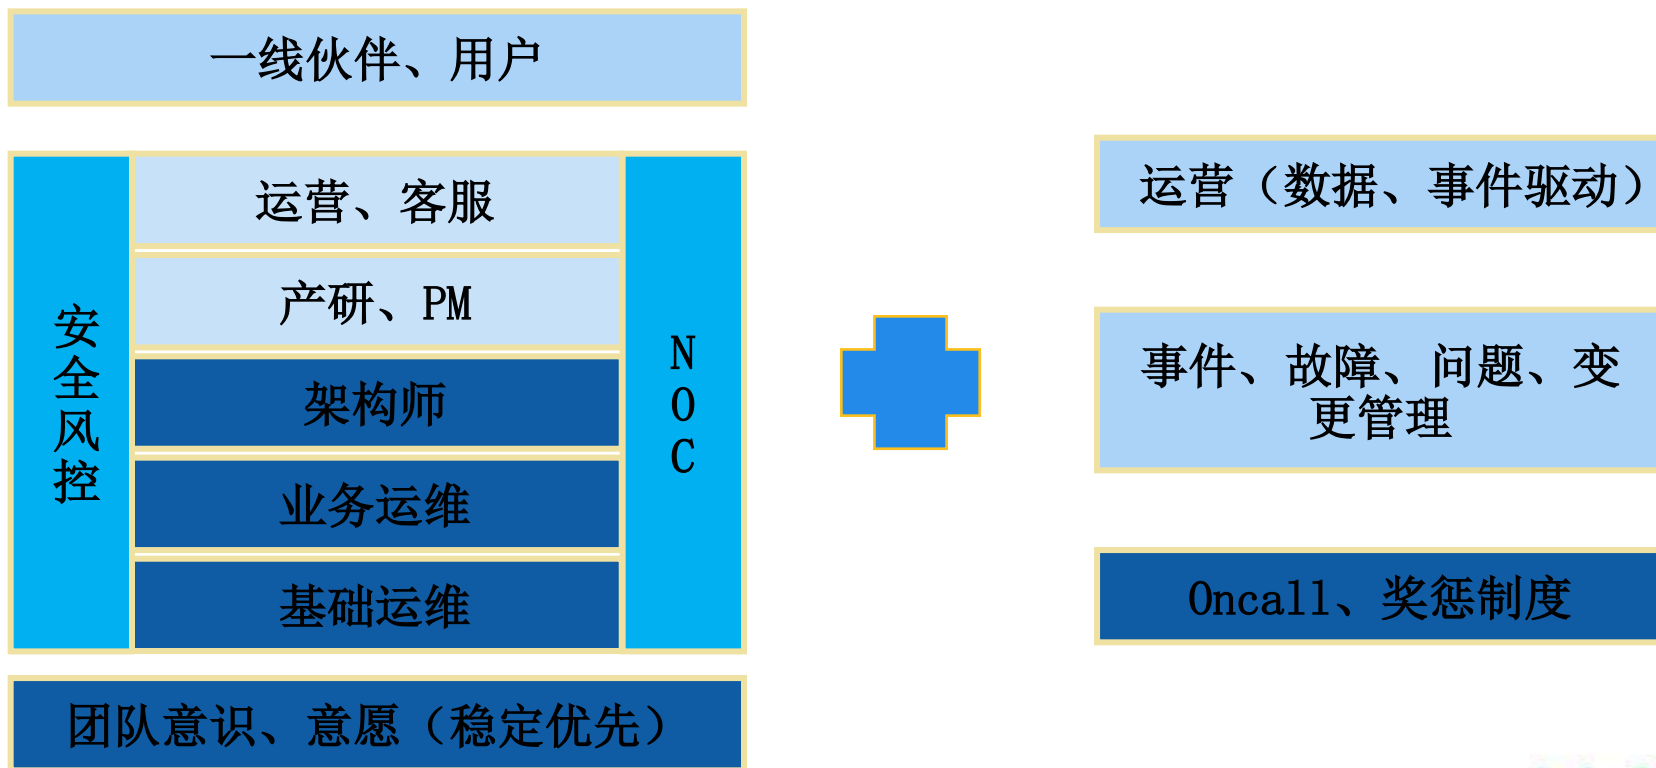 一线伙伴、用户
安全风控
运营、客服
产研、PM
架构师
业务运维
基础运维
NOC
团队意识、意愿（稳定优先）
运营（数据、事件驱动）
事件、故障、问题、变
更管理
Oncall、奖惩制度